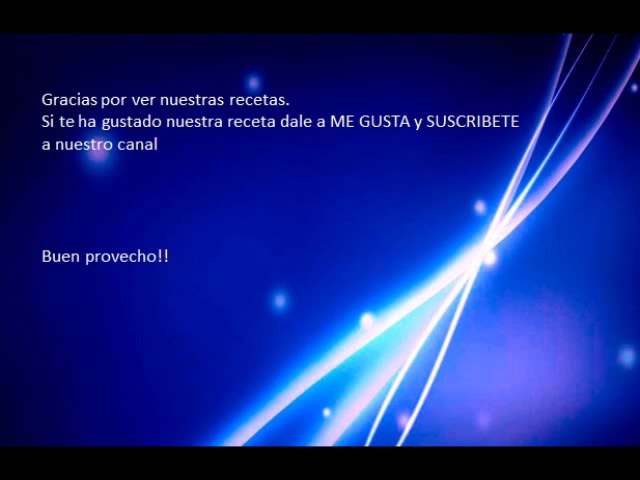 Gracias por ver nuestras recetas.
Si te ha gustado nuestra receta dale a ME GUSTA y SUSCRIBETE
a nuestro canal
Buen provecho!!